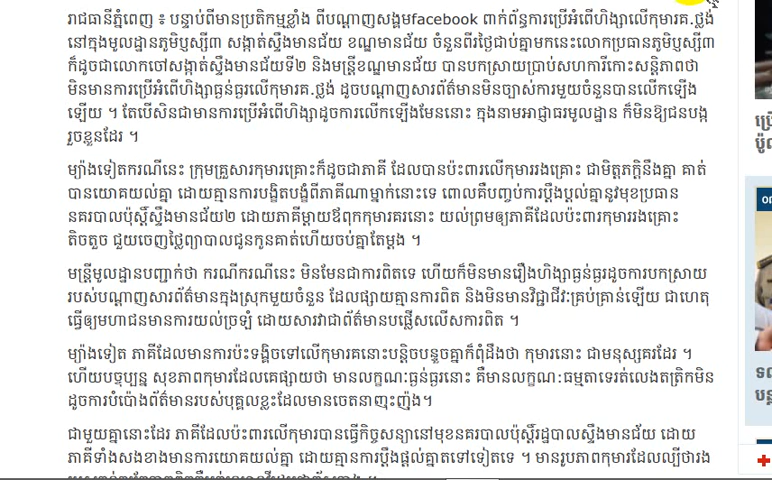 រាជធានីភ្នំពេញ ៖ បន្ទាប់ពីមានប្រតិកម្មខ្លាំង ពីបណ្តាញសង្គមfacebook ពាក់ព័ន្ធការប្រើអំពើហិង្សាលើកុមារគ.ថ្លង់
នៅក្នុងមូលដ្ឋានភូមិឫស្សី៣ សង្កាត់ស្ទឹងមានជ័យ ខណ្ឌមានជ័យ ចំនួនពីរថ្ងៃជាប់គ្នាមកនេះលោកប្រធានភូមិឫស្សី៣
ក៏ដូចជាលោកចៅសង្កាត់ស្ទឹងមានជ័យទី២ និងមន្ត្រីខណ្ឌមានជ័យ បានបកស្រាយប្រាប់សហការីកោះសន្តិភាពថា
មិនមានការប្រើអំពើហិង្សាធ្ងន់ធ្ងរលើកុមារគ.ថ្លង់ ដូចបណ្តាញសារព័ត៌មានមិនច្បាស់ការមួយចំនួនបានលើកឡើង
ឡើយ ។ តែបើសិនជាមានការប្រើអំពើហិង្សាដូចការលើកឡើងមែននោះ ក្នុងនាមអាជ្ញាធរមូលដ្ឋាន ក៏មិនឱ្យជនបង្ក
រួចខ្លួនដែរ ។
ម្យ៉ាងទៀតករណីនេះ ក្រុមគ្រួសារកុមារគ្រោះក៏ដូចជាភាគី ដែលបានប៉ះពារលើកុមាររងគ្រោះ ជាមិត្តភក្តិនឹងគ្នា គាត់
បានយោគយល់គ្នា ដោយគ្មានការបង្ខិតបង្ខំពីភាគីណាម្នាក់នោះទេ ពោលគឺបញ្ចប់ការប្តឹងប្តល់គ្នានូវមុខប្រធាន
នគរបាលប៉ុស្តិ៍ស្ទឹងមានជ័យ២ ដោយភាគីម្តាយឪពុកកុមារគរនោះ យល់ព្រមឲ្យភាគីដែលប៉ះពារកុមាររងគ្រោះ
តិចតួច ជួយចេញថ្លៃព្យាបាលជូនកូនគាត់ហើយចប់គ្នាតែម្តង ។
មន្ត្រីមូលដ្ឋានបញ្ជាក់ថា ករណីករណីនេះ មិនមែនជាការពិតទេ ហើយក៏មិនមានរឿងហិង្សាធ្ងន់ធ្ងរដូចការបកស្រាយ
របស់បណ្តាញសារព័ត៌មានក្នុងស្រុកមួយចំនួន ដែលផ្សាយគ្មានការពិត និងមិនមានវិជ្ជាជីវៈគ្រប់គ្រាន់ឡើយ ជាហេតុ
ធ្វើឲ្យមហាជនមានការយល់ច្រឡំ ដោយសារវាជាព័ត៌មានបផ្លើសលើសការពិត ។
ម្យ៉ាងទៀត ភាគីដែលមានការប៉ះទង្គិចទៅលើកុមារគនោះបន្តិចបន្តួចគ្នាក៏ពុំដឹងថា កុមារនោះ ជាមនុស្សគរដែរ ។
ហើយបច្ចុប្បន្ន សុខភាពកុមារដែលគេផ្សាយថា មានលក្ខណៈធ្ងន់ធ្ងរនោះ គឺមានលក្ខណៈធម្មតាទេរត់លេងតត្រិកមិន
ដូចការបំប៉ោងព័ត៌មានរបស់បុគ្គលខ្លះដែលមានចេតនាញុះញ៉ុង។
ជាមួយគ្នានោះដែរ ភាគីដែលប៉ះពារលើកុមារបានធ្វើកិច្ចសន្យានៅមុខនគរបាលប៉ុស្តិ៍រដ្ឋបាលស្ទឹងមានជ័យ ដោយ
ភាគីទាំងសងខាងមានការយោគយល់គ្នា ដោយគ្មានការប្តឹងផ្តល់គ្នាតទៅទៀតទេ ។ មានរូបភាពកុមារដែលល្បីថារង